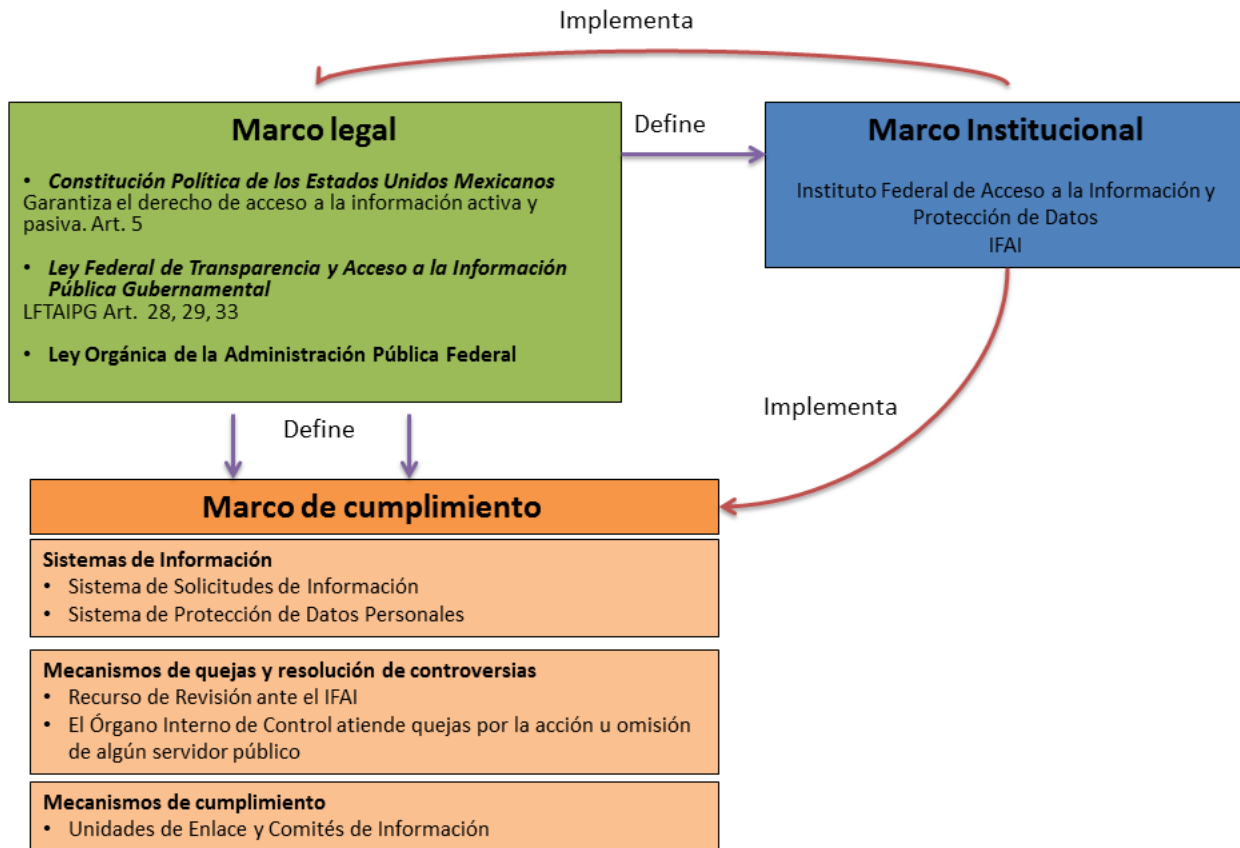 Implementa
Marco legal
• Constitución Política de los Estados Unidos Mexicanos
Garantiza el derecho de acceso a la información activa y
pasiva. Art. 5
• Ley Federal de Transparencia y Acceso a la Información
Pública Gubernamental
LFTAIPG Art. 28, 29, 33
• Ley Orgánica de la Administración Pública Federal
Define
Marco Institucional
Instituto Federal de Acceso a la Información y
Protección de Datos
IFAI
Define
Implementa
Marco de cumplimiento
Sistemas de Información
• Sistema de Solicitudes de Información
• Sistema de Protección de Datos Personales
Mecanismos de quejas y resolución de controversias
• Recurso de Revisión ante el IFAI
• El Órgano Interno de Control atiende quejas por la acción u omisión
de algún servidor público
Mecanismos de cumplimiento
• Unidades de Enlace y Comités de Información